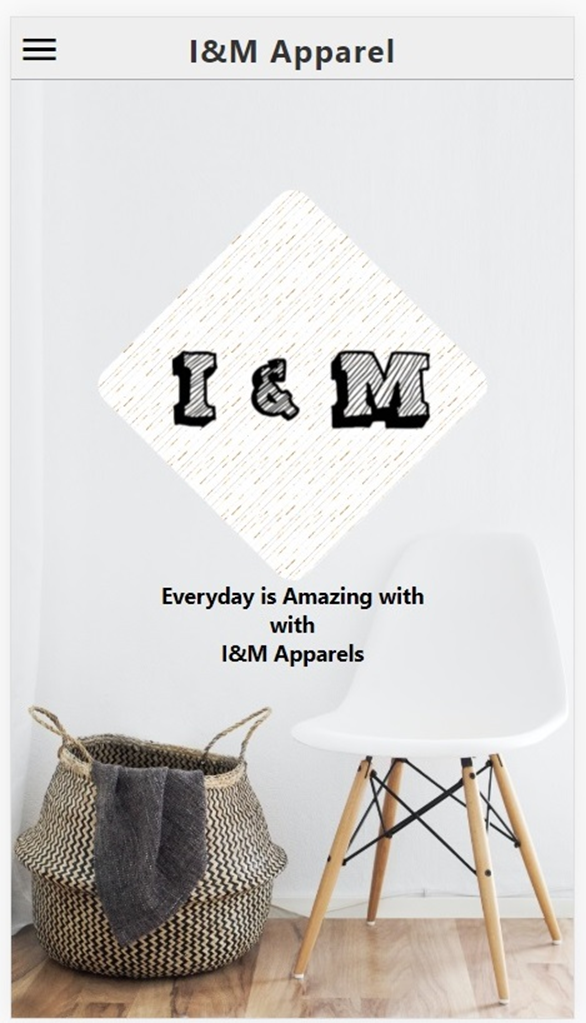 I&M Apparel
I & M
Everyday is Amazing with
with
I&M Apparels